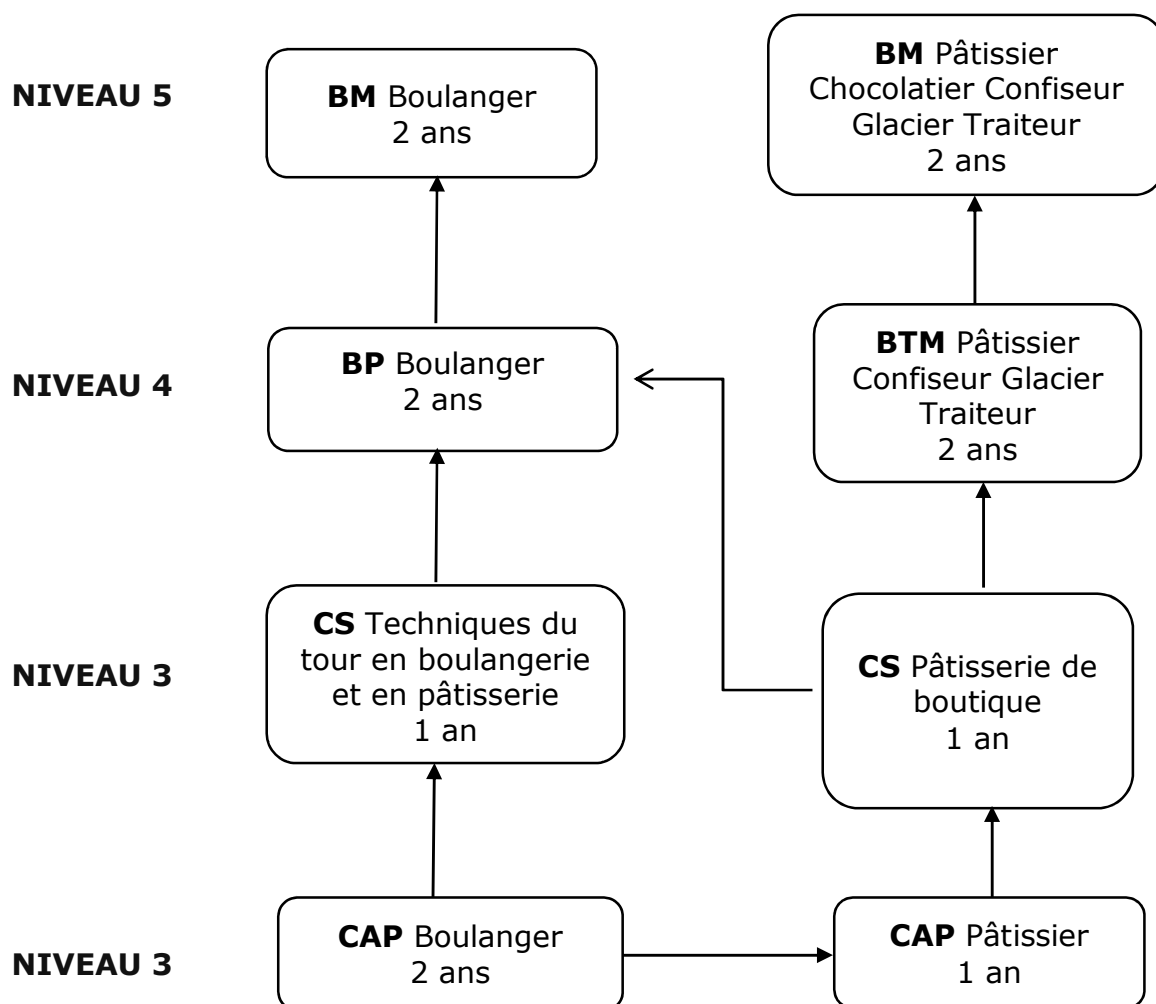 NIVEAU 5
BM Boulanger
2 ans
BM Pâtissier
Chocolatier Confiseur
Glacier Traiteur
2 ans
NIVEAU 4
BP Boulanger
2 ans
BTM Pâtissier
Confiseur Glacier
Traiteur
2 ans
NIVEAU 3
CS Techniques du
tour en boulangerie
et en pâtisserie
1 an
CS Pâtisserie de
boutique
1 an
NIVEAU 3
CAP Boulanger
2 ans
CAP Pâtissier
1 an